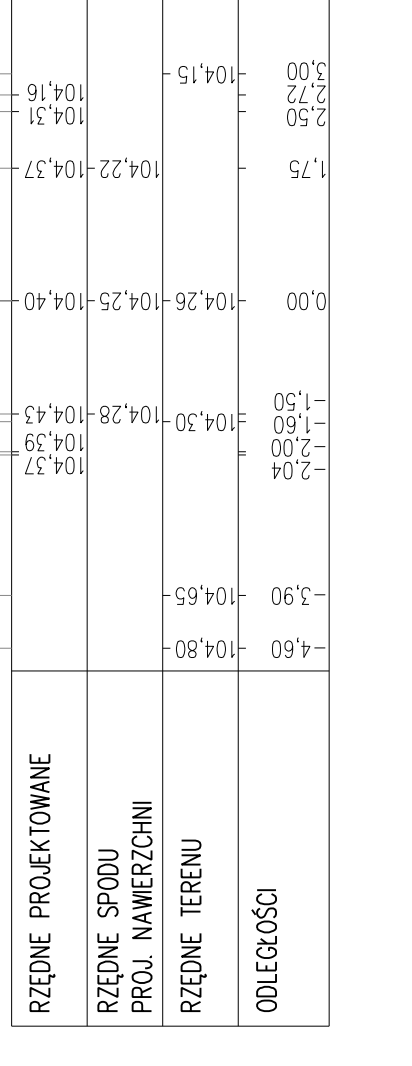 RZĘDNE PROJEKTOWANE
104,37 104,39 104,43 104,40 104,37 104,31 104,16
RZĘDNE SPODU
PROJ. NAWIERZCHNI
104,28 104,25 104,22
RZĘDNE TERENU
104,80 104,65 104,30 104,26 104,15
ODLEGŁOŚCI
-4,60 -3,90 -2,04 -2,00 -1,60 -1,50 0,00 1,75 2,50 2,72 3,00